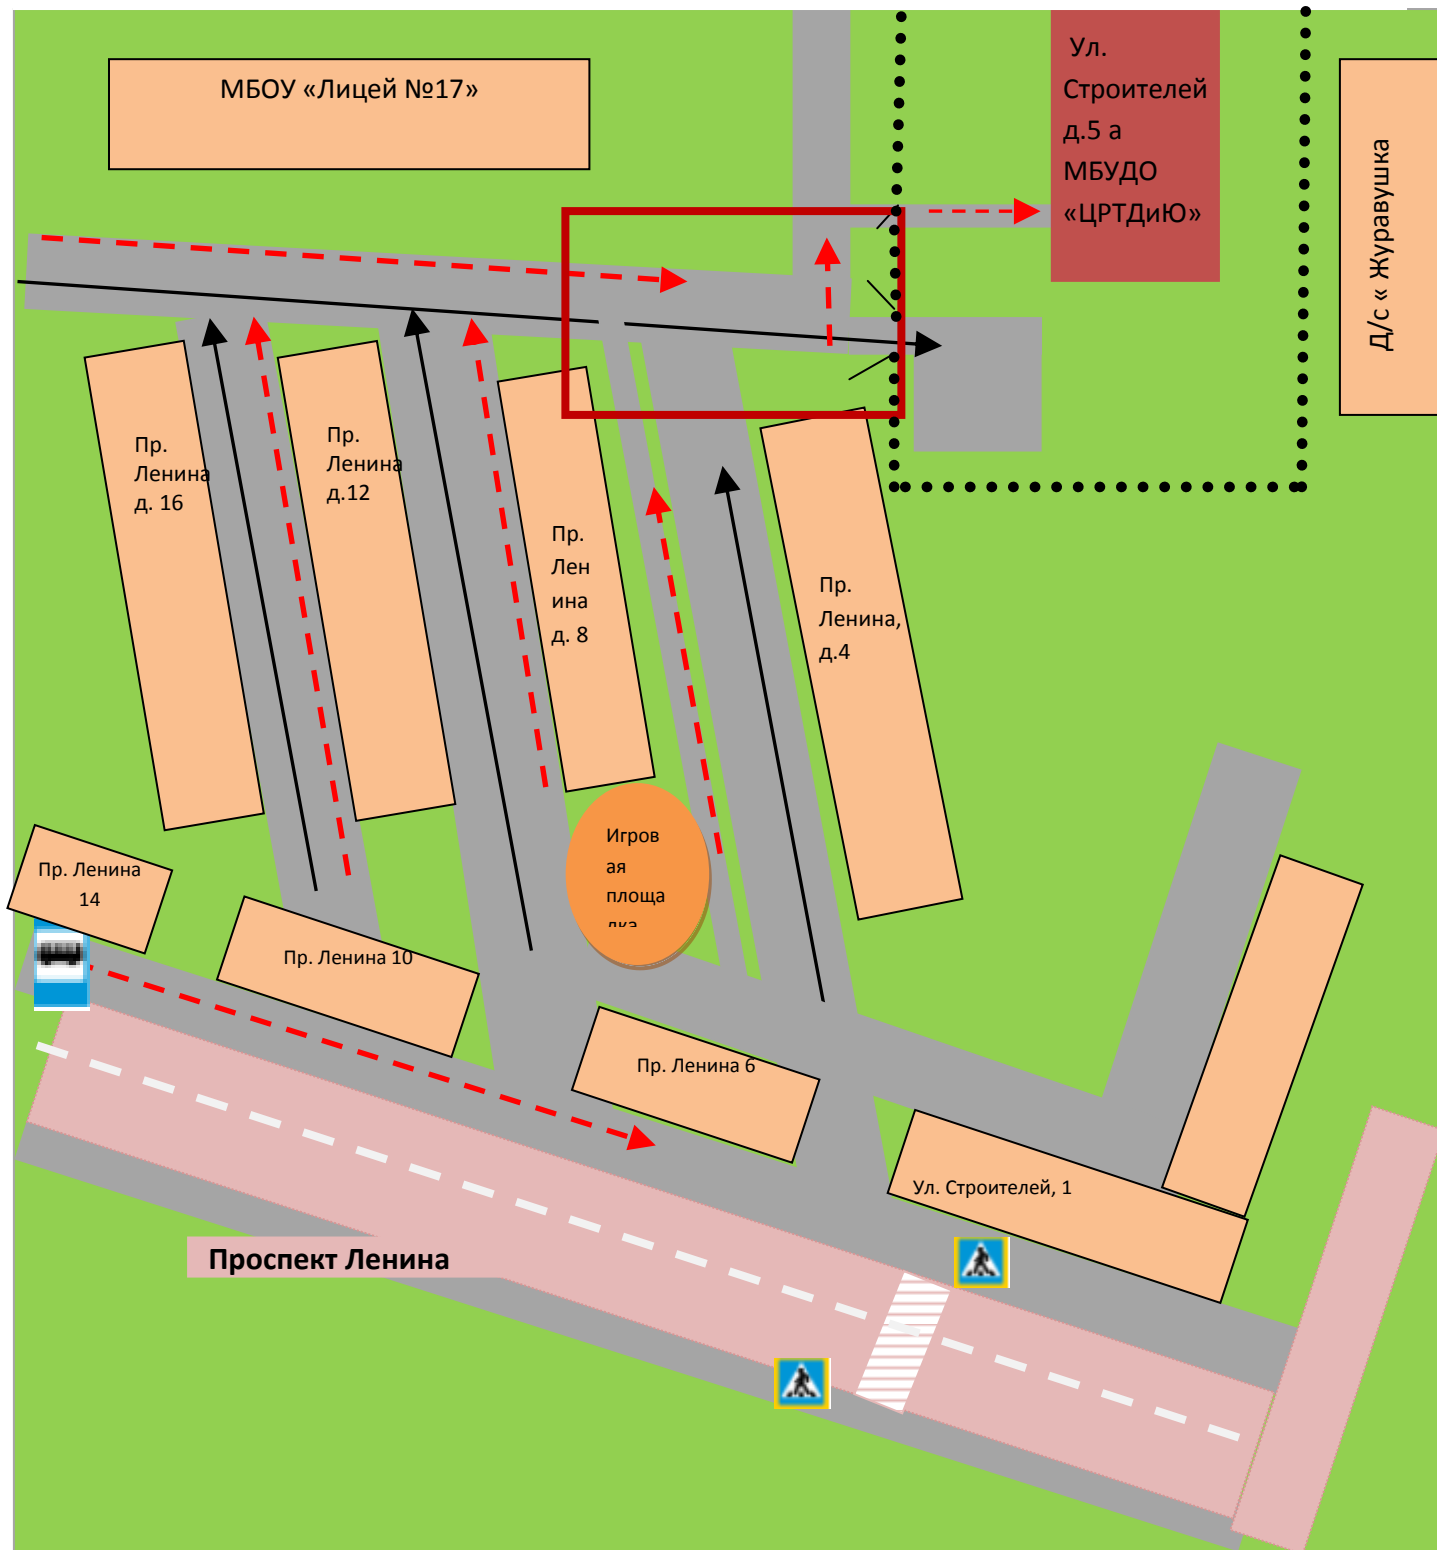 МБОУ «Лицей №17»
Ул.
Строителей
д.5 а
МБУДО
«ЦРТДиЮ»
Д/с « Журавушка
Пр.
Ленина
д. 16
Пр.
Ленина
д.12
Пр.
Лен
ина
д. 8
Пр.
Ленина,
д.4
Игров
ая
площа
дка
Пр. Ленина
14
Пр. Ленина 10
Пр. Ленина 6
Ул. Строителей, 1
Проспект Ленина